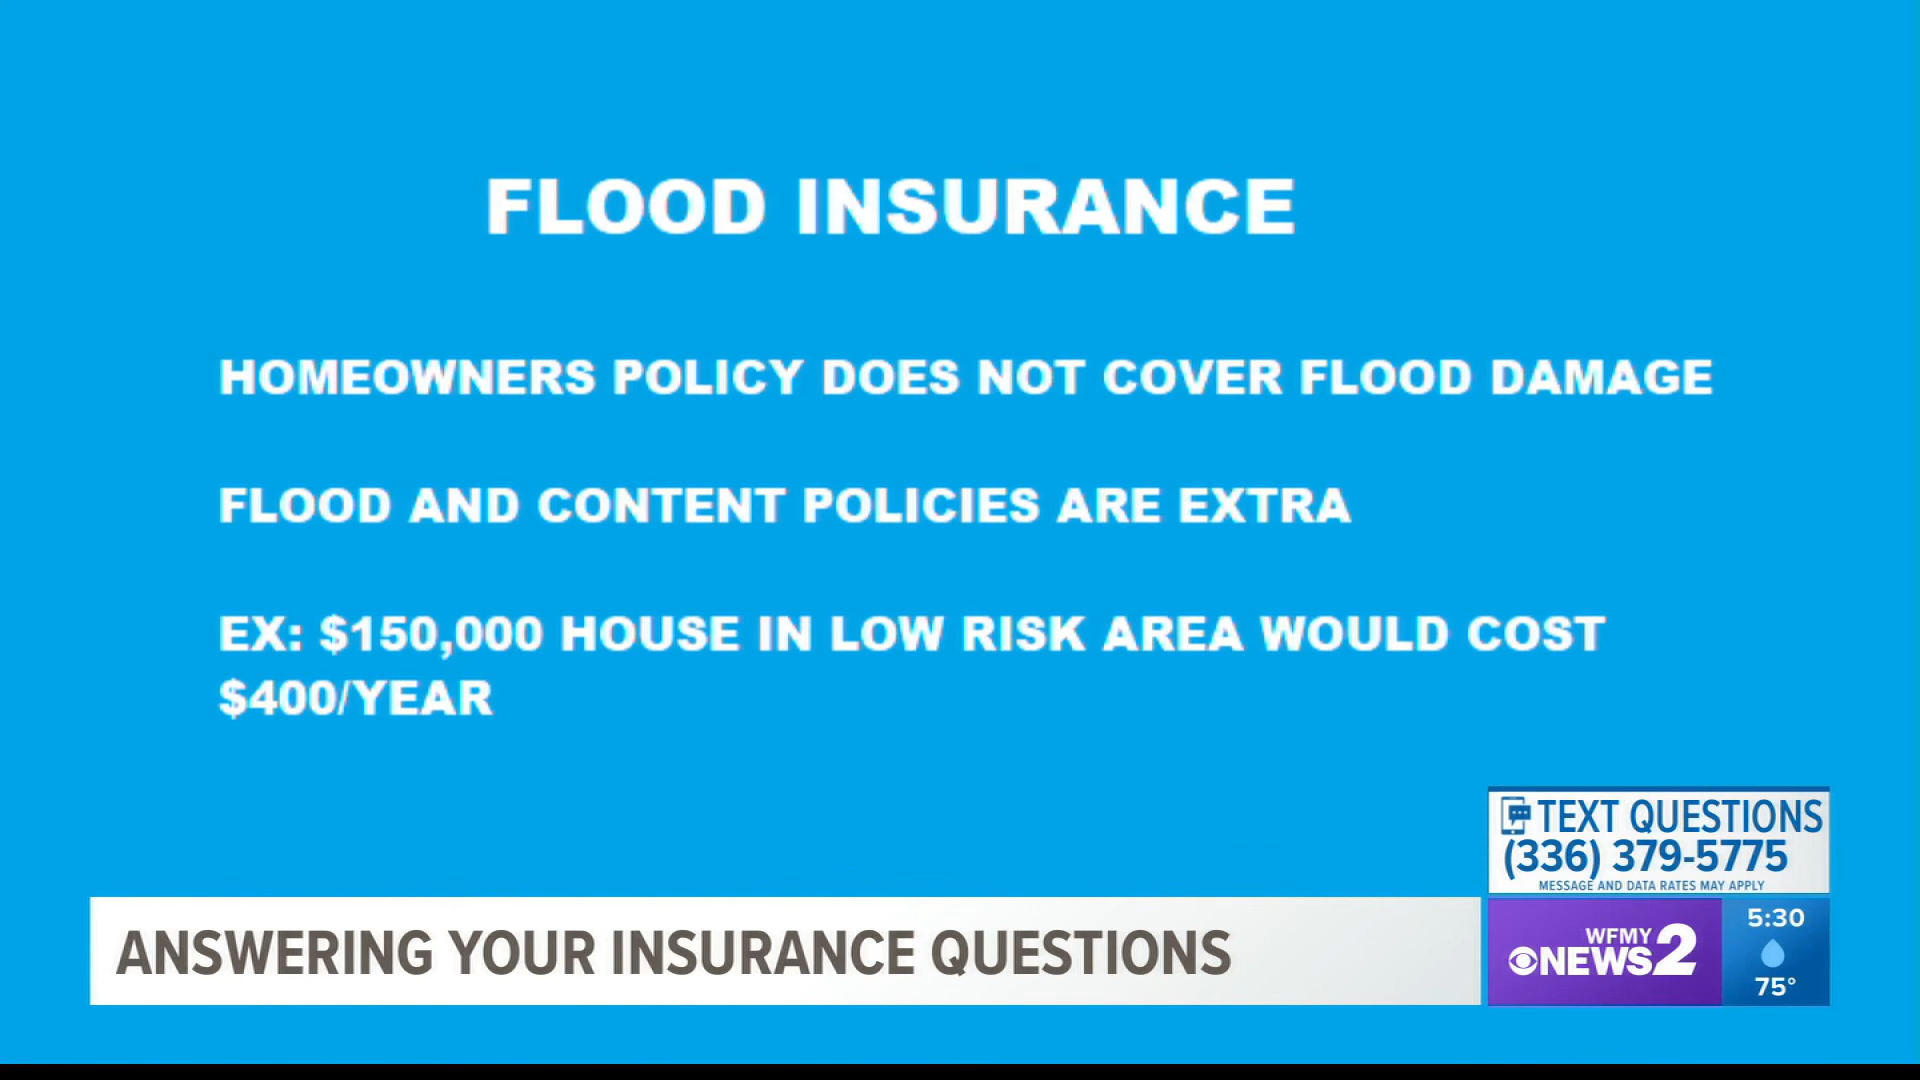 FLOOD INSURANCE
HOMEOWNERS POLICY DOES NOT COVER FLOOD DAMAGE
FLOOD AND CONTENT POLICIES ARE EXTRA
EX: $150,000 HOUSE IN LOW RISK AREA WOULD COST
$400/YEAR
TEXT QUESTIONS
(336) 379-5775
MESSAGE AND DATA RATES MAY APPLY
ANSWERING YOUR INSURANCE QUESTIONS
WFMY
NEWS 2
5:30
75°